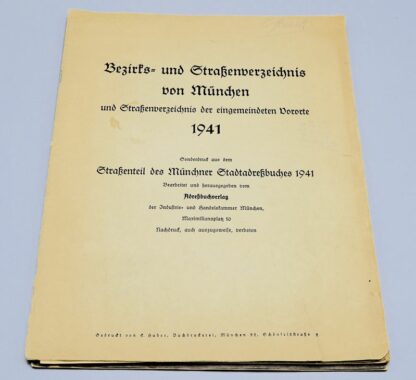 Bezirks- und Straßenverzeichnis
von München
und Straßenverzeichnis der eingemeindeten Vororte
1941
Sonderdruck aus dem
Straßenteil des Münchner Stadtadreßbuches 1941
Bearbeitet und herausgegeben vom
Adreßbuchverlag
der Industrie- und Handelskammer München,
Maximiliansplatz 10
Nachdruck, auch auszugsweise, verboten
Gedruckt von C. Huber, Buchdruckerei, München